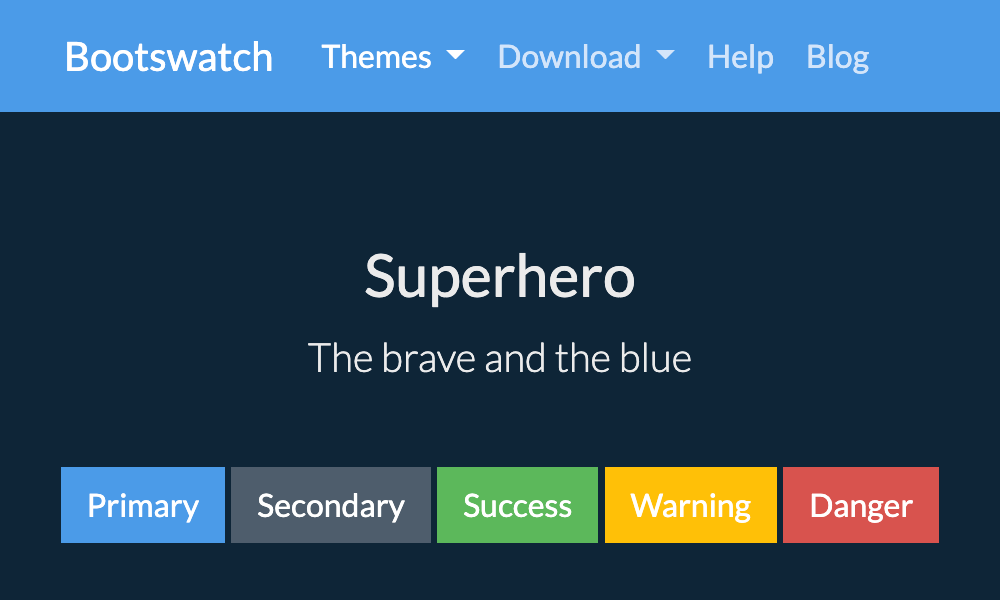 Bootswatch Themes Download Help Blog
Superhero
The brave and the blue
Primary Secondary Success Warning Danger